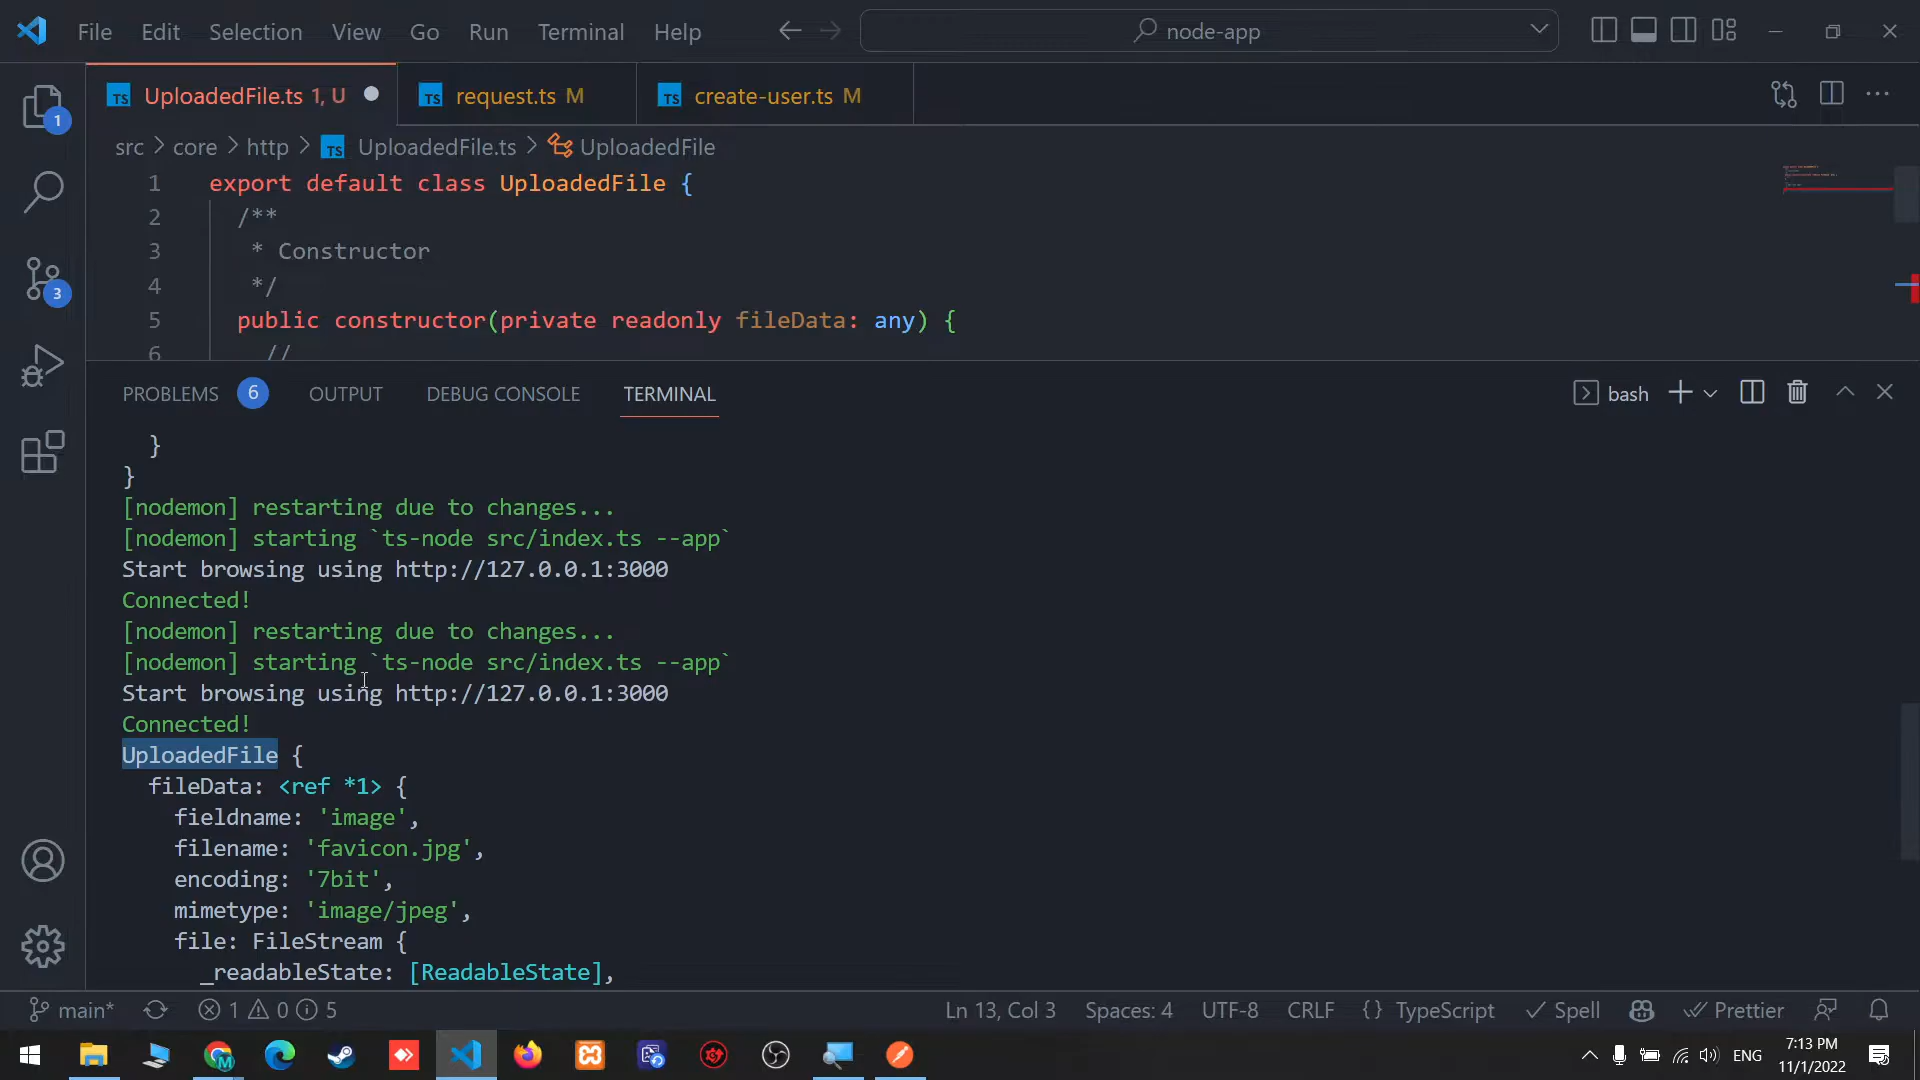 File Edit Selection View Go Run Terminal Help
node-app
TS UploadedFile.ts 1, U
TS request.ts M
TS create-user.ts M
1
src > core > http > TS UploadedFile.ts > UploadedFile
1 export default class UploadedFile {
2 /**
3 * Constructor
4 */
5 public constructor(private readonly fileData: any) {
6 //
3
PROBLEMS 6 OUTPUT DEBUG CONSOLE TERMINAL
bash
}
}
[nodemon] restarting due to changes...
[nodemon] starting `ts-node src/index.ts --app`
Start browsing using http://127.0.0.1:3000
Connected!
[nodemon] restarting due to changes...
[nodemon] starting `ts-node src/index.ts --app`
Start browsing using http://127.0.0.1:3000
Connected!
UploadedFile {
fileData: <ref *1> {
fieldname: 'image',
filename: 'favicon.jpg',
encoding: '7bit',
mimetype: 'image/jpeg',
file: FileStream {
_readableState: [ReadableState],
main* 1 0 5 Ln 13, Col 3 Spaces: 4 UTF-8 CRLF {} TypeScript Spell Prettier
ENG
7:13 PM
11/1/2022